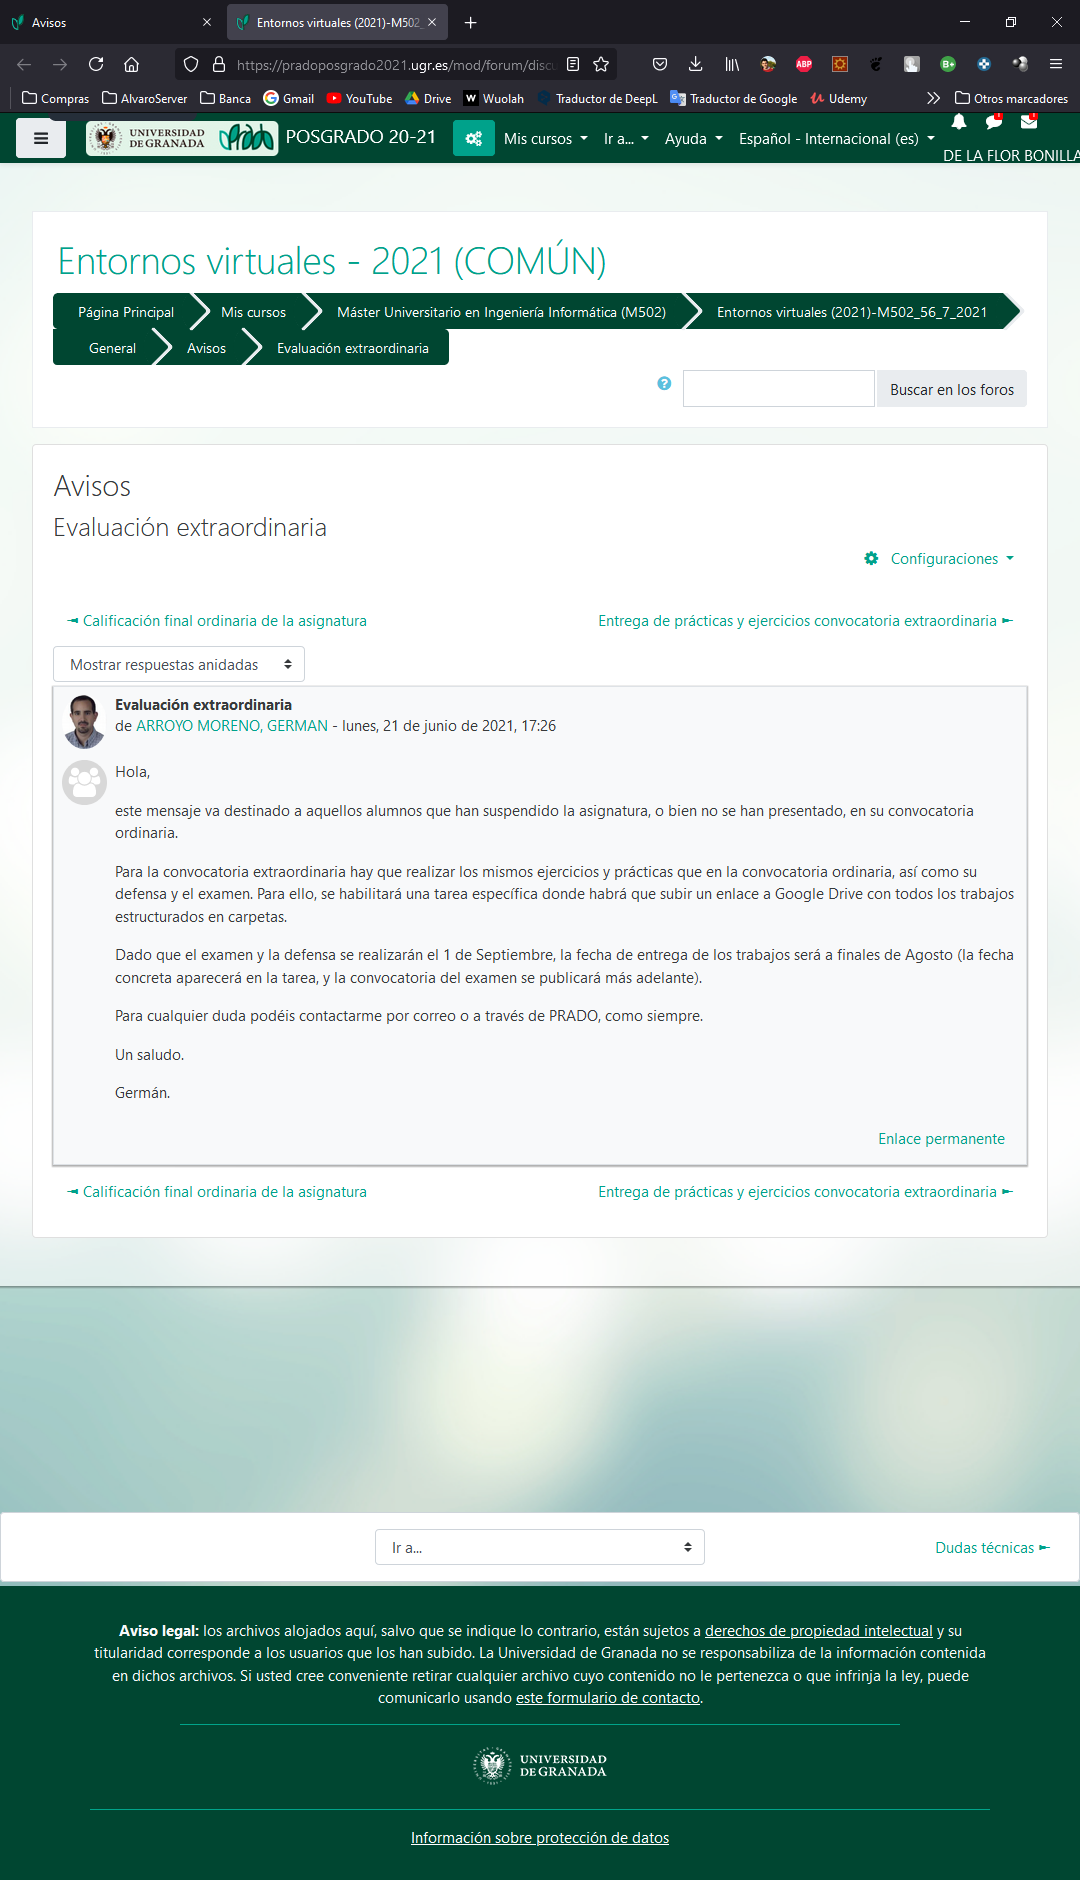 Avisos
Entornos virtuales (2021)-M502_
https://pradoposgrado2021.ugr.es/mod/forum/discu
Compras AlvaroServer Banca Gmail YouTube Drive Wuolah Traductor de DeepL Traductor de Google Udemy Otros marcadores
UNIVERSIDAD DE GRANADA POSGRADO 20-21 Mis cursos Ir a... Ayuda Español - Internacional (es)
DE LA FLOR BONILLA
Entornos virtuales - 2021 (COMÚN)
Página Principal Mis cursos Máster Universitario en Ingeniería Informática (M502) Entornos virtuales (2021)-M502_56_7_2021
General Avisos Evaluación extraordinaria
Buscar en los foros
Avisos
Evaluación extraordinaria
Configuraciones
◄ Calificación final ordinaria de la asignatura
Entrega de prácticas y ejercicios convocatoria extraordinaria ►
Mostrar respuestas anidadas
Evaluación extraordinaria
de ARROYO MORENO, GERMAN - lunes, 21 de junio de 2021, 17:26
Hola,
este mensaje va destinado a aquellos alumnos que han suspendido la asignatura, o bien no se han presentado, en su convocatoria
ordinaria.
Para la convocatoria extraordinaria hay que realizar los mismos ejercicios y prácticas que en la convocatoria ordinaria, así como su
defensa y el examen. Para ello, se habilitará una tarea específica donde habrá que subir un enlace a Google Drive con todos los trabajos
estructurados en carpetas.
Dado que el examen y la defensa se realizarán el 1 de Septiembre, la fecha de entrega de los trabajos será a finales de Agosto (la fecha
concreta aparecerá en la tarea, y la convocatoria del examen se publicará más adelante).
Para cualquier duda podéis contactarme por correo o a través de PRADO, como siempre.
Un saludo.
Germán.
Enlace permanente
◄ Calificación final ordinaria de la asignatura
Entrega de prácticas y ejercicios convocatoria extraordinaria ►
Ir a...
Dudas técnicas ►
Aviso legal: los archivos alojados aquí, salvo que se indique lo contrario, están sujetos a derechos de propiedad intelectual y su
titularidad corresponde a los usuarios que los han subido. La Universidad de Granada no se responsabiliza de la información contenida
en dichos archivos. Si usted cree conveniente retirar cualquier archivo cuyo contenido no le pertenezca o que infrinja la ley, puede
comunicarlo usando este formulario de contacto.
UNIVERSIDAD
DE GRANADA
Información sobre protección de datos